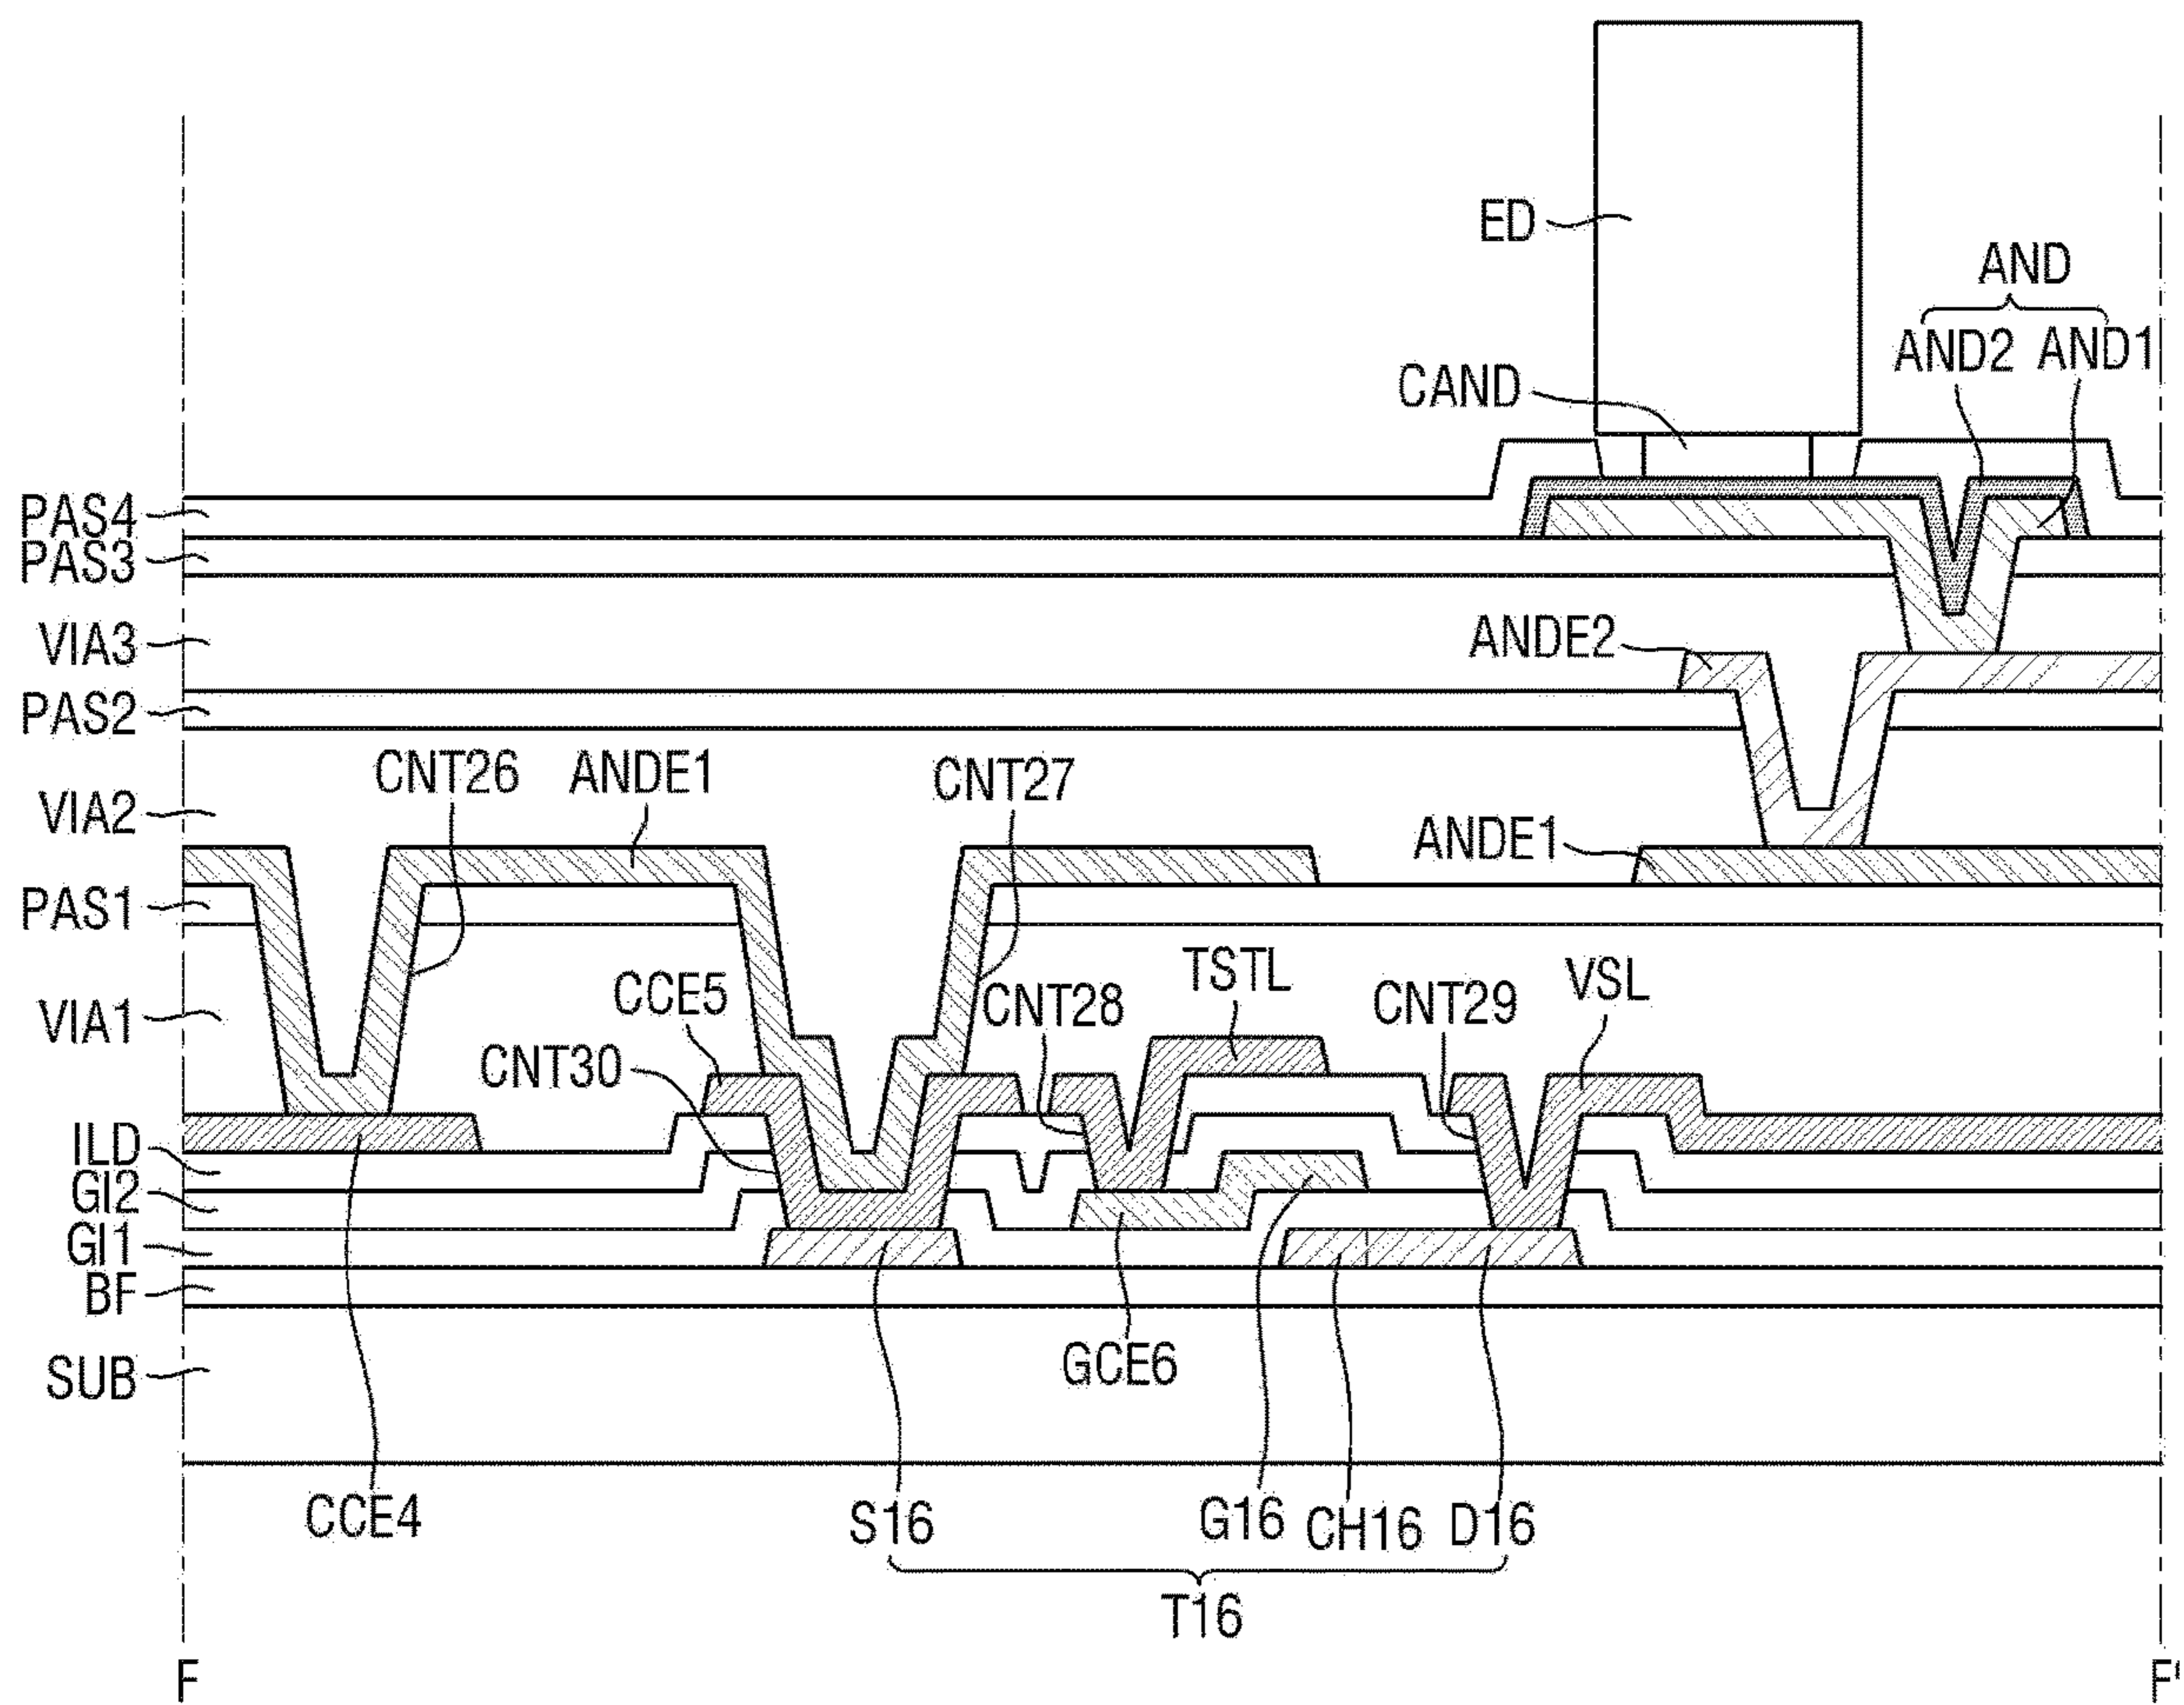 ED
AND
AND2 AND1
CAND
PAS4
PAS3
VIA3
ANDE2
PAS2
CNT26 ANDE1 CNT27
VIA2
ANDE1
PAS1
TSTL
VSL
CCE5
CNT28
CNT29
VIA1
CNT30
ILD
GI2
GI1
BF
GCE6
SUB
CCE4
S16
G16 CH16 D16
T16
F F'